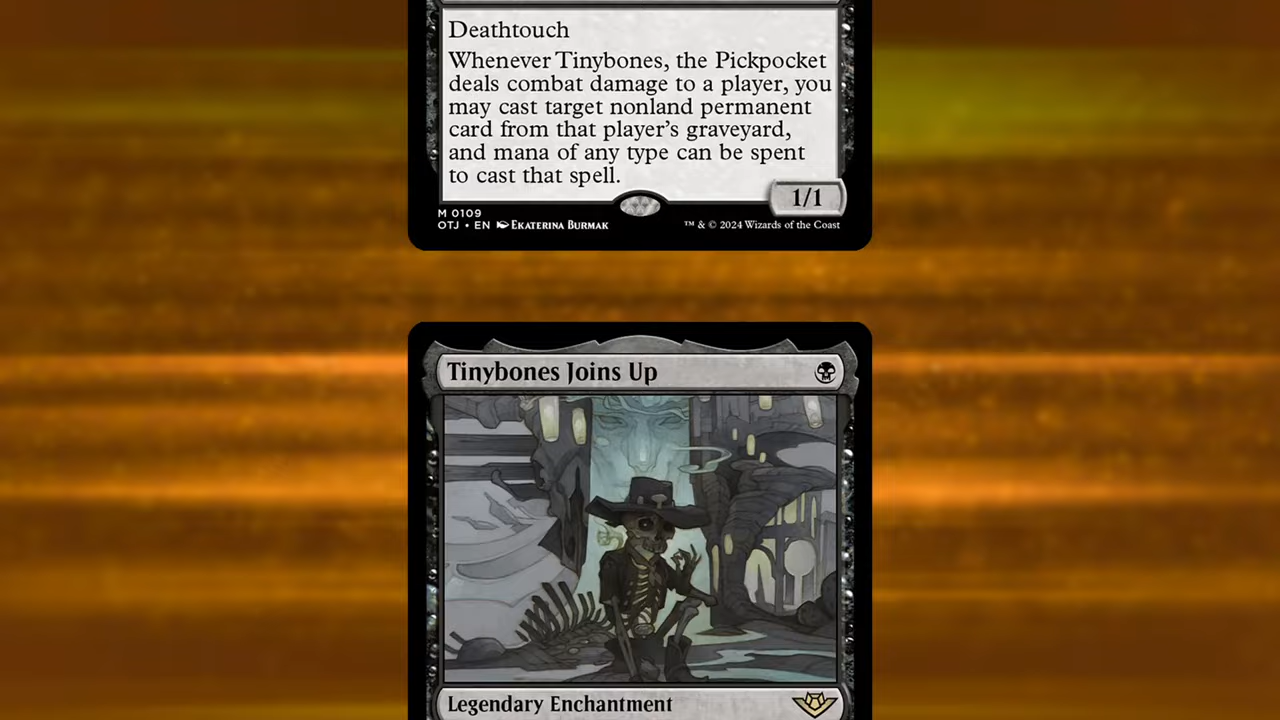 Deathtouch
Whenever Tinybones, the Pickpocket
deals combat damage to a player, you
may cast target nonland permanent
card from that player's graveyard,
and mana of any type can be spent
to cast that spell.
1/1
M 0109
OTJ • EN Ekaterina Burmak
™ & © 2024 Wizards of the Coast
Tinybones Joins Up
Legendary Enchantment